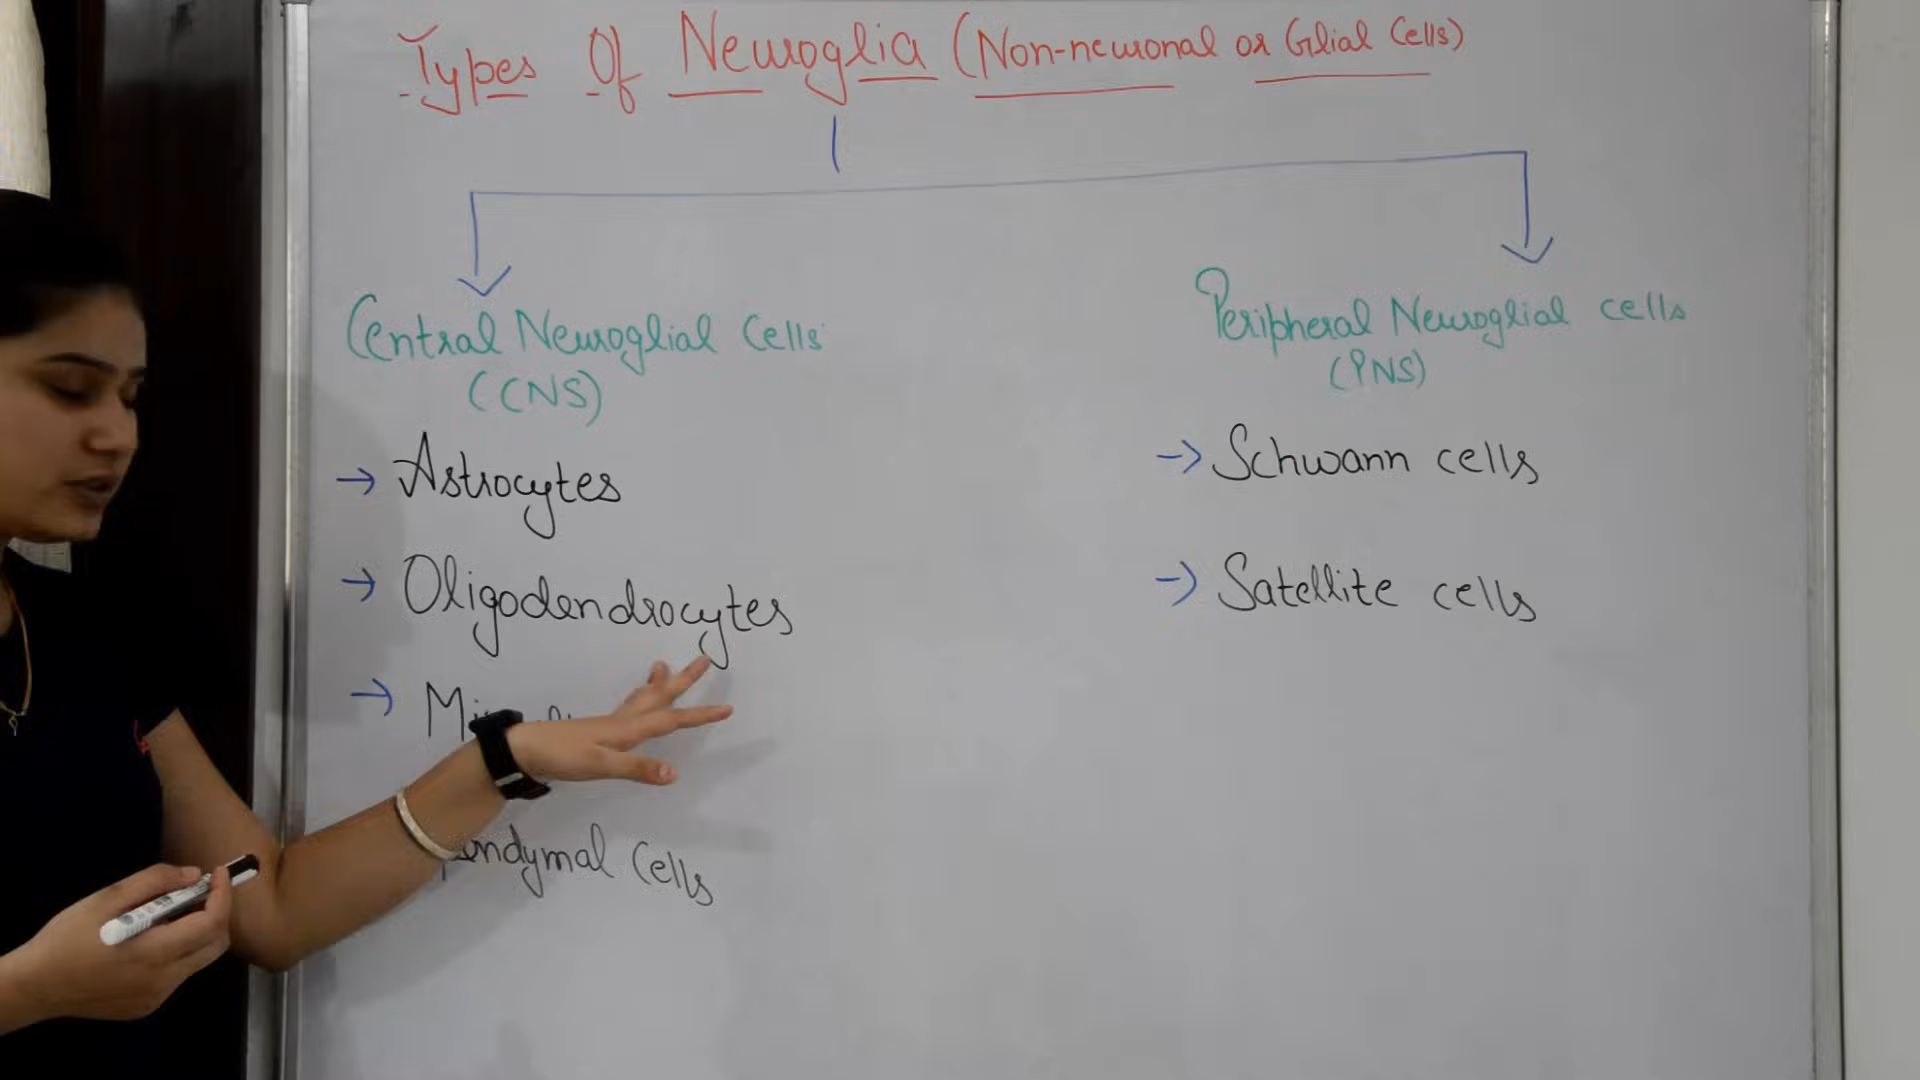 Types Of Neuroglia (Non-neuronal or Glial Cells)
Central Neuroglial Cells
(CNS)
→ Astrocytes
→ Oligodendrocytes
→
Cells
Peripheral Neuroglial cells
(PNS)
→ Schwann cells
→ Satellite cells